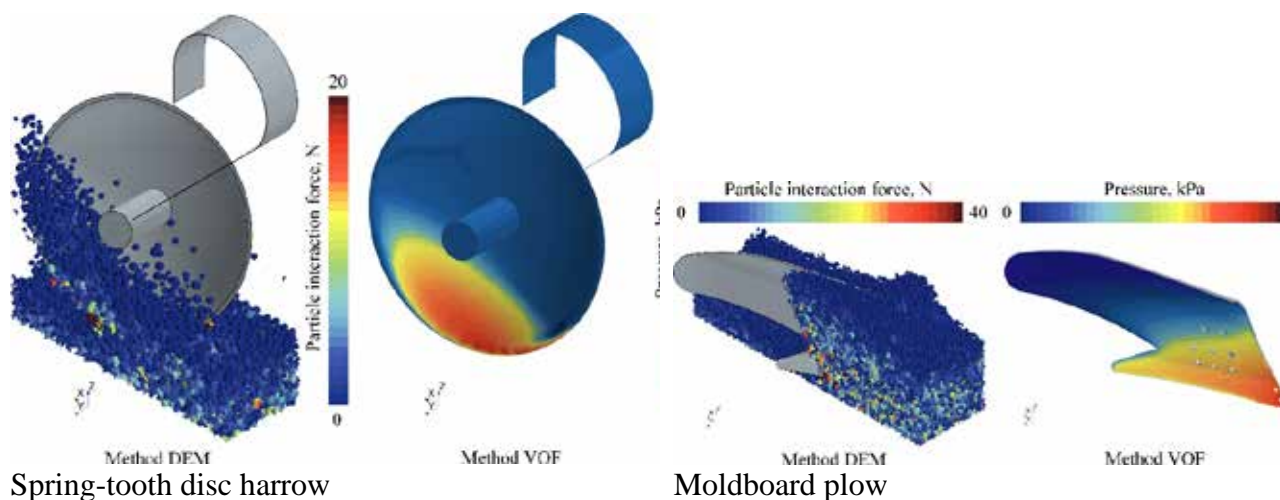 20
Particle interaction force, N
0
Method DEM
Method VOF
Spring-tooth disc harrow
Particle interaction force, N
0
40
Pressure, kPa
0
Method DEM
Method VOF
Moldboard plow